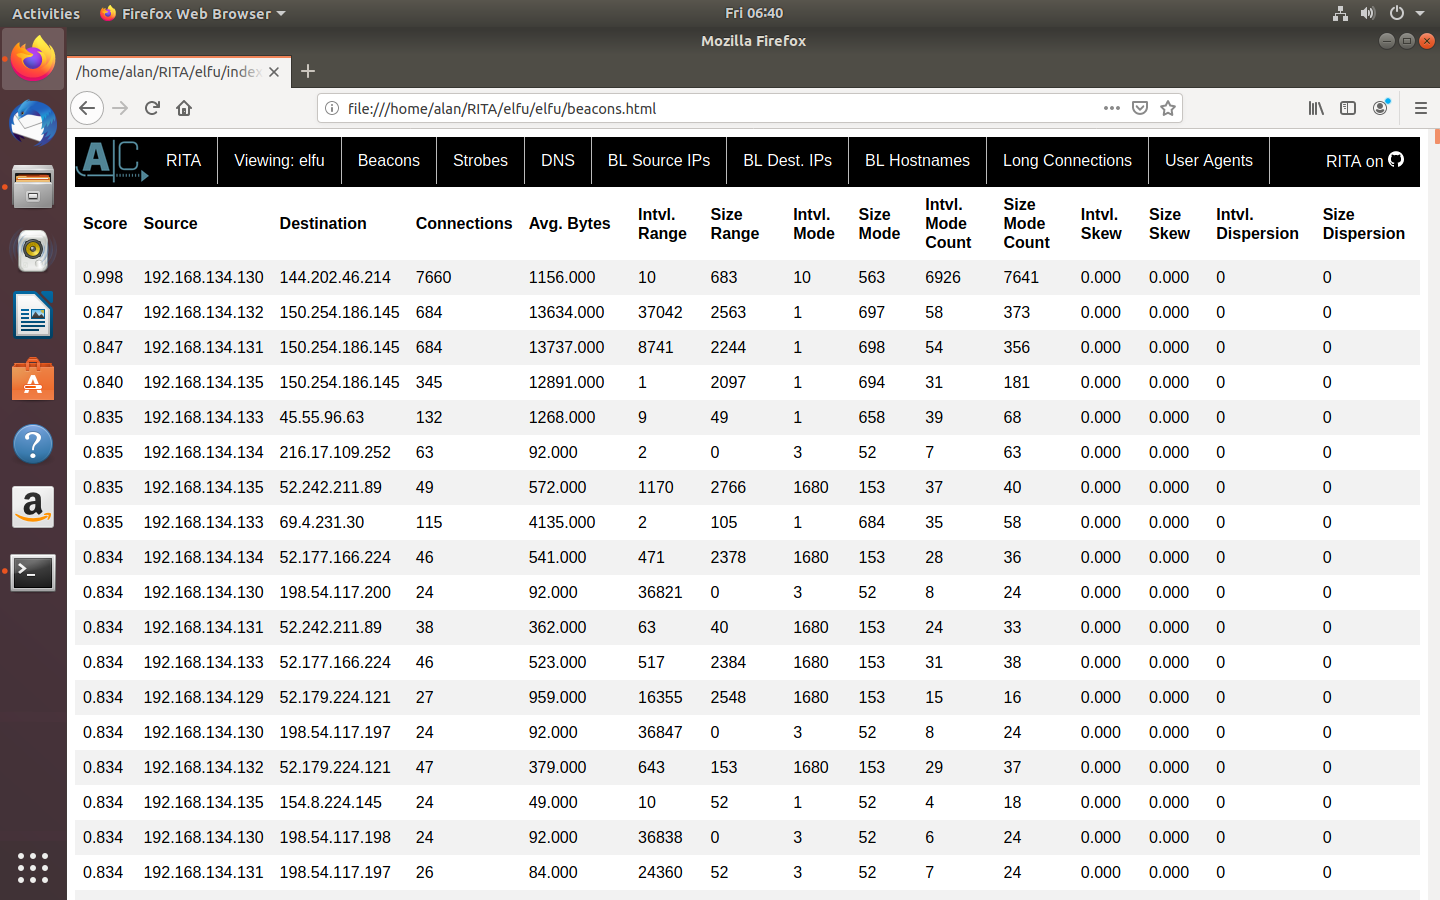 Activities Firefox Web Browser Fri 06:40
Mozilla Firefox
/home/alan/RITA/elfu/index
file:///home/alan/RITA/elfu/elfu/beacons.html
AC RITA Viewing: elfu Beacons Strobes DNS BL Source IPs BL Dest. IPs BL Hostnames Long Connections User Agents RITA on
Score Source Destination Connections Avg. Bytes Intvl. Range Size Range Intvl. Mode Size Mode Intvl. Mode Count Size Mode Count Intvl. Skew Size Skew Intvl. Dispersion Size Dispersion
0.998 192.168.134.130 144.202.46.214 7660 1156.000 10 683 10 563 6926 7641 0.000 0.000 0 0
0.847 192.168.134.132 150.254.186.145 684 13634.000 37042 2563 1 697 58 373 0.000 0.000 0 0
0.847 192.168.134.131 150.254.186.145 684 13737.000 8741 2244 1 698 54 356 0.000 0.000 0 0
0.840 192.168.134.135 150.254.186.145 345 12891.000 1 2097 1 694 31 181 0.000 0.000 0 0
0.835 192.168.134.133 45.55.96.63 132 1268.000 9 49 1 658 39 68 0.000 0.000 0 0
0.835 192.168.134.134 216.17.109.252 63 92.000 2 0 3 52 7 63 0.000 0.000 0 0
0.835 192.168.134.135 52.242.211.89 49 572.000 1170 2766 1680 153 37 40 0.000 0.000 0 0
0.835 192.168.134.133 69.4.231.30 115 4135.000 2 105 1 684 35 58 0.000 0.000 0 0
0.834 192.168.134.134 52.177.166.224 46 541.000 471 2378 1680 153 28 36 0.000 0.000 0 0
0.834 192.168.134.130 198.54.117.200 24 92.000 36821 0 3 52 8 24 0.000 0.000 0 0
0.834 192.168.134.131 52.242.211.89 38 362.000 63 40 1680 153 24 33 0.000 0.000 0 0
0.834 192.168.134.133 52.177.166.224 46 523.000 517 2384 1680 153 31 38 0.000 0.000 0 0
0.834 192.168.134.129 52.179.224.121 27 959.000 16355 2548 1680 153 15 16 0.000 0.000 0 0
0.834 192.168.134.130 198.54.117.197 24 92.000 36847 0 3 52 8 24 0.000 0.000 0 0
0.834 192.168.134.132 52.179.224.121 47 379.000 643 153 1680 153 29 37 0.000 0.000 0 0
0.834 192.168.134.135 154.8.224.145 24 49.000 10 52 1 52 4 18 0.000 0.000 0 0
0.834 192.168.134.130 198.54.117.198 24 92.000 36838 0 3 52 6 24 0.000 0.000 0 0
0.834 192.168.134.131 198.54.117.197 26 84.000 24360 52 3 52 7 24 0.000 0.000 0 0